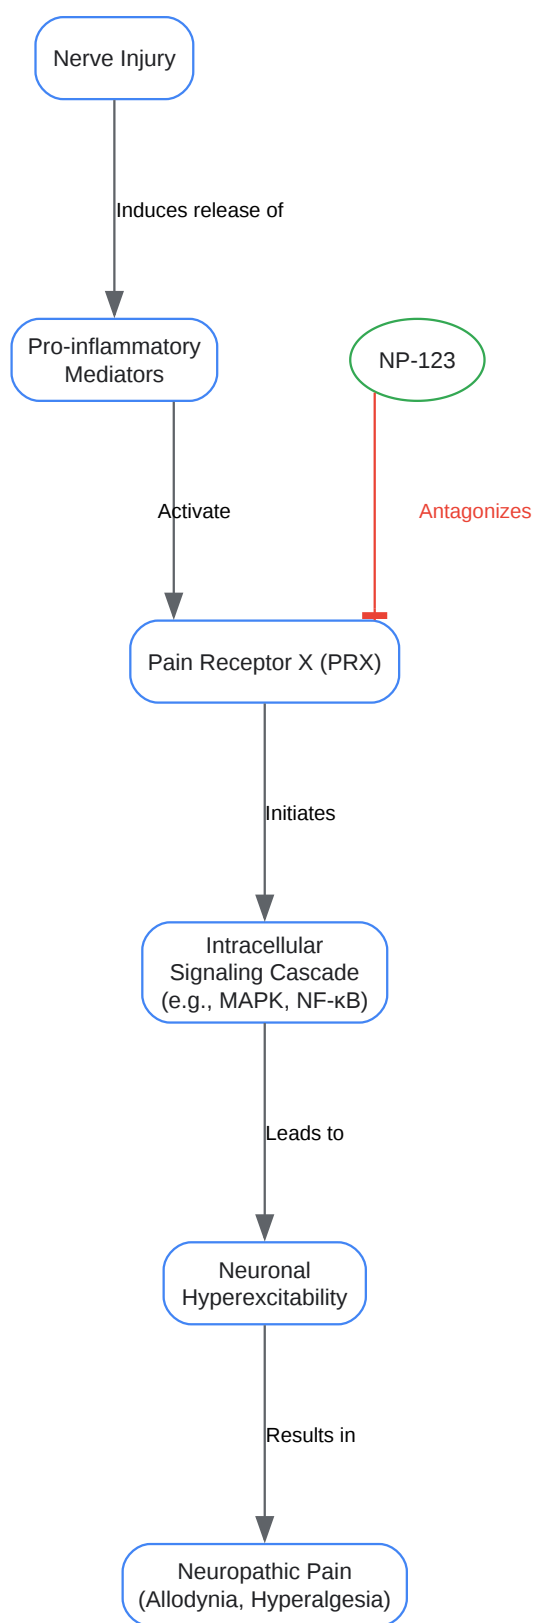 Nerve Injury
Induces release of
Pro-inflammatory
Mediators
NP-123
Activate
Antagonizes
Pain Receptor X (PRX)
Initiates
Intracellular
Signaling Cascade
(e.g., MAPK, NF-κB)
Leads to
Neuronal
Hyperexcitability
Results in
Neuropathic Pain
(Allodynia, Hyperalgesia)